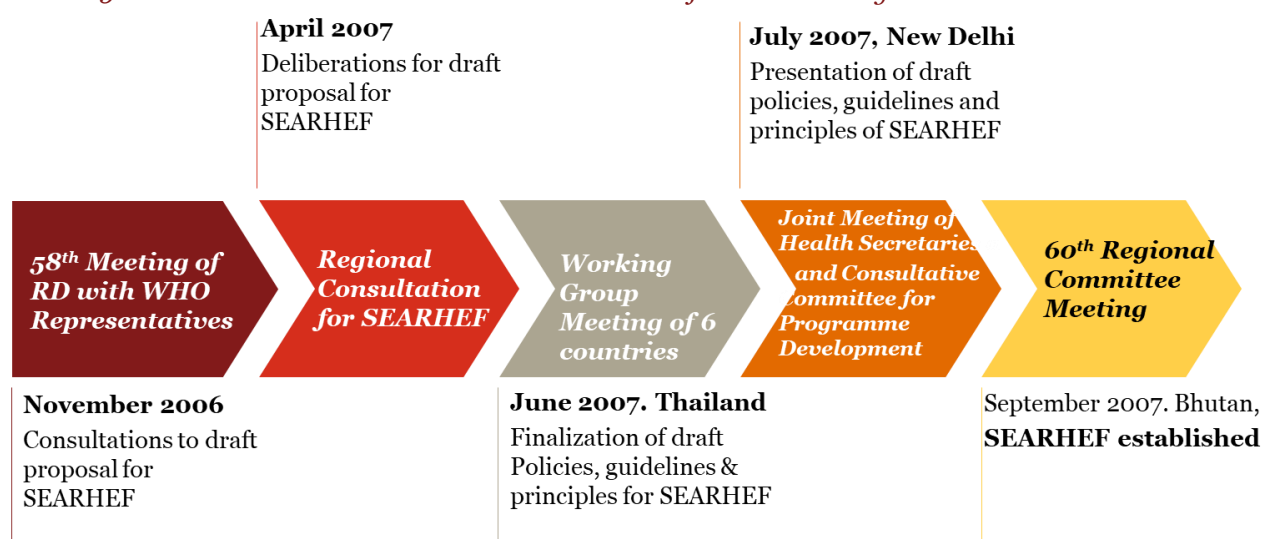 April 2007
Deliberations for draft
proposal for
SEARHEF
July 2007, New Delhi
Presentation of draft
policies, guidelines and
principles of SEARHEF
58th Meeting of
RD with WHO
Representatives
Regional
Consultation
for SEARHEF
Working
Group
Meeting of 6
countries
Joint Meeting of
Health Secretaries
and Consultative
Committee for
Programme
Development
60th Regional
Committee
Meeting
November 2006
Consultations to draft
proposal for
SEARHEF
June 2007. Thailand
Finalization of draft
Policies, guidelines &
principles for SEARHEF
September 2007. Bhutan,
SEARHEF established